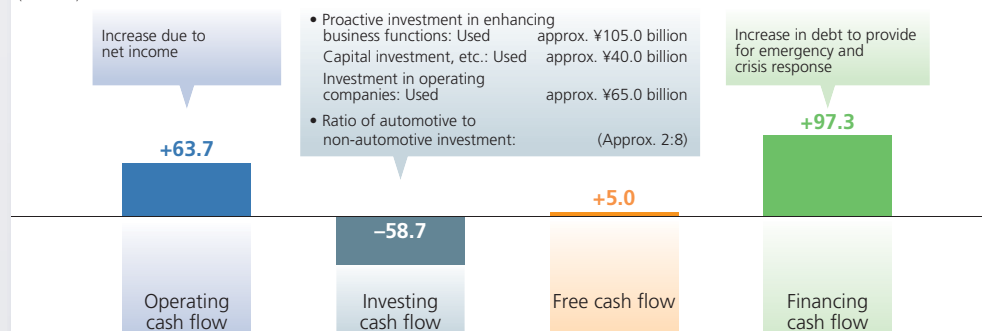 Increase due to
net income
• Proactive investment in enhancing
business functions: Used approx. ¥105.0 billion
Capital investment, etc.: Used approx. ¥40.0 billion
Investment in operating
companies: Used approx. ¥65.0 billion
• Ratio of automotive to
non-automotive investment: (Approx. 2:8)
Increase in debt to provide
for emergency and
crisis response
+63.7
–58.7
+5.0
+97.3
Operating
cash flow
Investing
cash flow
Free cash flow
Financing
cash flow